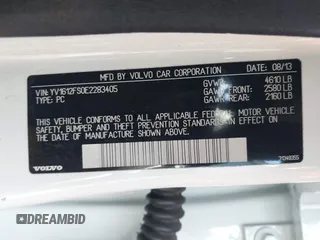 MFD. BY VOLVO CAR CORPORATION
DATE 08/13
VIN: YV1612FS0E2283405
TYPE: PC
GVWR: 4610 LB
GAWR FRONT: 2580 LB
GAWR REAR: 2160 LB
THIS VEHICLE CONFORMS TO ALL APPLICABLE FEDERAL MOTOR VEHICLE
SAFETY, BUMPER AND THEFT PREVENTION STANDARDS IN EFFECT ON
THE DATE OF MANUFACTURE SHOWN ABOVE
VOLVO
DREAMBID